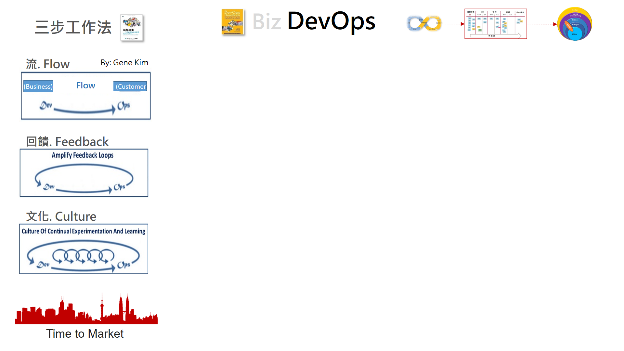 三步工作法
Biz DevOps
流. Flow
By: Gene Kim
(Business)
Flow
(Customer
Dev
Ops
回饋. Feedback
Amplify Feedback Loops
Dev
Ops
文化. Culture
Culture Of Continual Experimentation And Learning
Dev
Ops
Time to Market